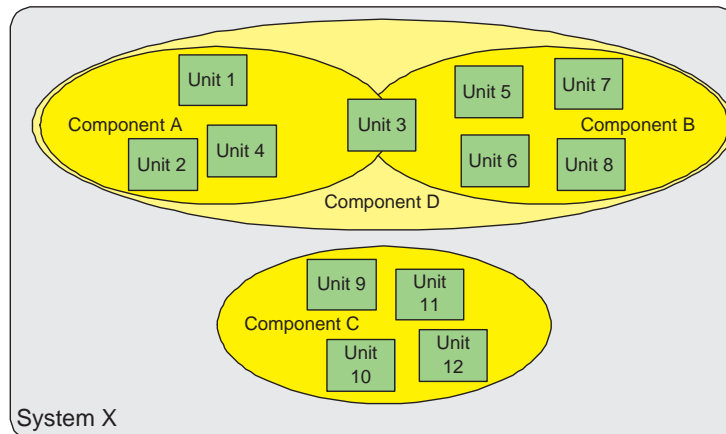 Unit 1
Unit 5
Unit 7
Component A
Unit 3
Component B
Unit 2
Unit 4
Unit 6
Unit 8
Component D
Unit 9
Unit
11
Component C
Unit
10
Unit
12
System X